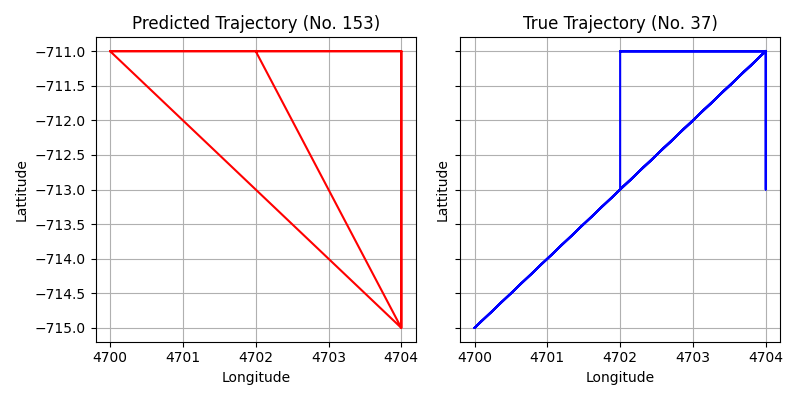 Predicted Trajectory (No. 153)
True Trajectory (No. 37)
−711.0
−711.5
−712.0
−712.5
−713.0
−713.5
−714.0
−714.5
−715.0
Lattitude
Lattitude
4700 4701 4702 4703 4704
4700 4701 4702 4703 4704
Longitude
Longitude